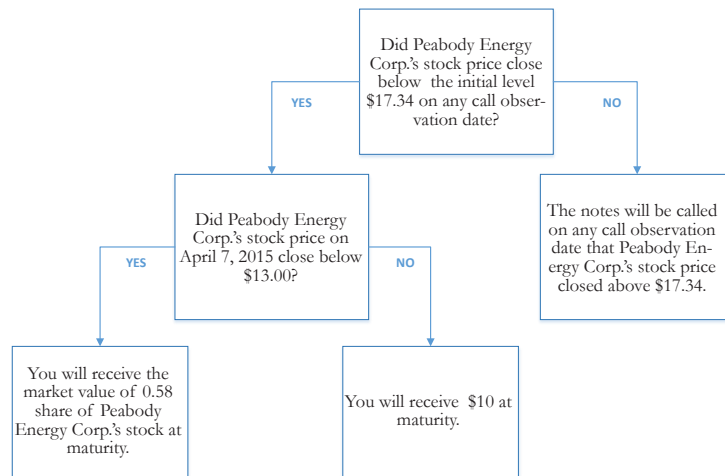 Did Peabody Energy
Corp.'s stock price close
below the initial level
$17.34 on any call obser-
vation date?
YES
NO
Did Peabody Energy
Corp.'s stock price on
April 7, 2015 close below
$13.00?
The notes will be called
on any call observation
date that Peabody En-
ergy Corp.'s stock price
closed above $17.34.
YES
NO
You will receive the
market value of 0.58
share of Peabody
Energy Corp.'s stock at
maturity.
You will receive $10 at
maturity.